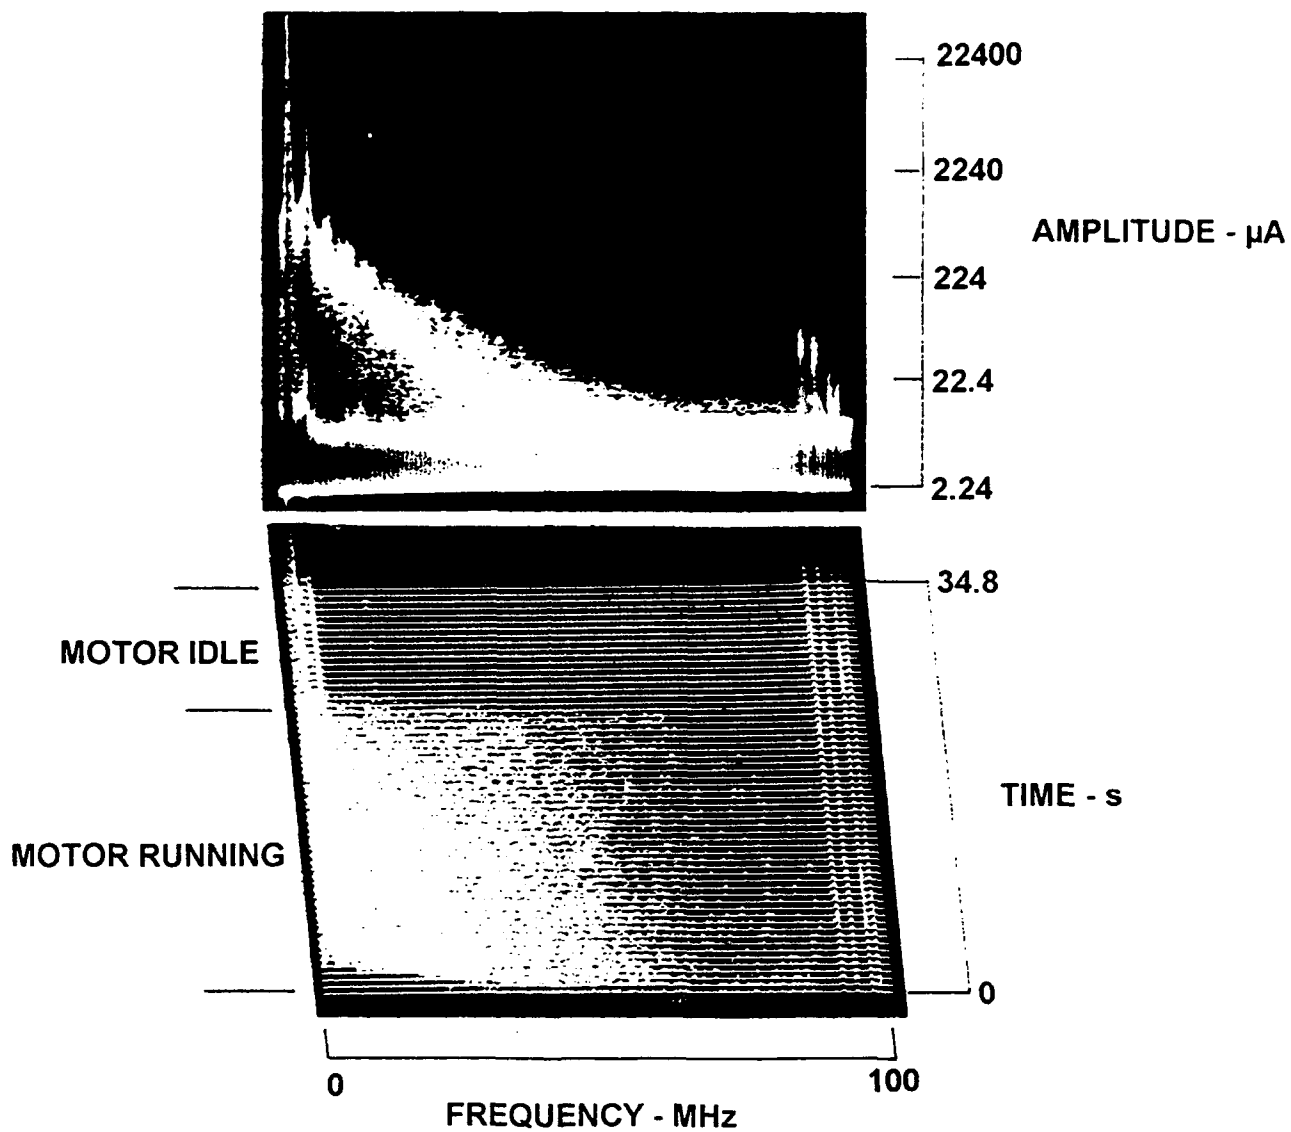 22400
2240
AMPLITUDE - µA
224
22.4
2.24
34.8
MOTOR IDLE
TIME - s
MOTOR RUNNING
0
0
100
FREQUENCY - MHz